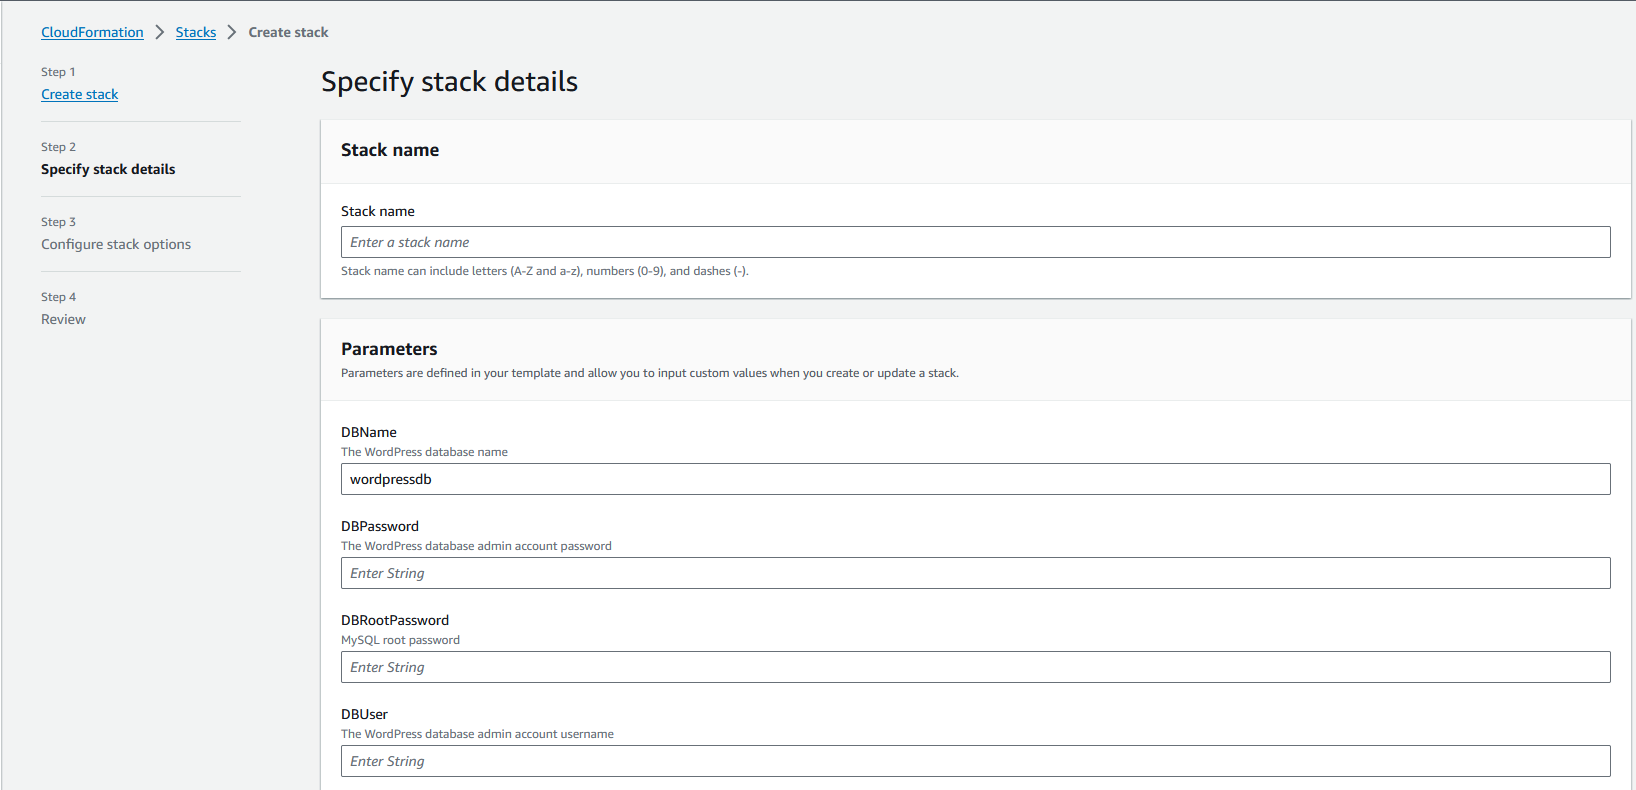 CloudFormation > Stacks > Create stack
Step 1
Create stack
Step 2
Specify stack details
Step 3
Configure stack options
Step 4
Review
Specify stack details
Stack name
Stack name
Enter a stack name
Stack name can include letters (A-Z and a-z), numbers (0-9), and dashes (-).
Parameters
Parameters are defined in your template and allow you to input custom values when you create or update a stack.
DBName
The WordPress database name
wordpressdb
DBPassword
The WordPress database admin account password
Enter String
DBRootPassword
MySQL root password
Enter String
DBUser
The WordPress database admin account username
Enter String